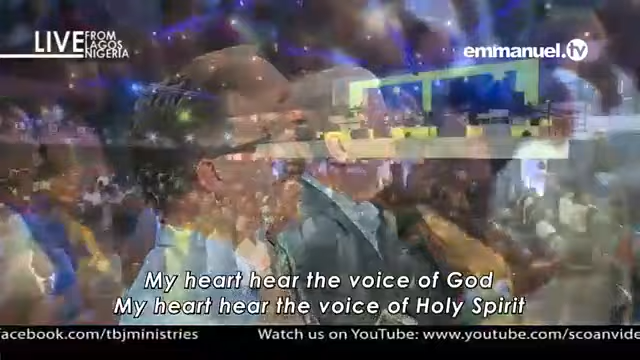 LIVE FROM LAGOS NIGERIA
emmanuel.tv
My heart hear the voice of God
My heart hear the voice of Holy Spirit
facebook.com/tbjministries Watch us on YouTube: www.youtube.com/scoanvide